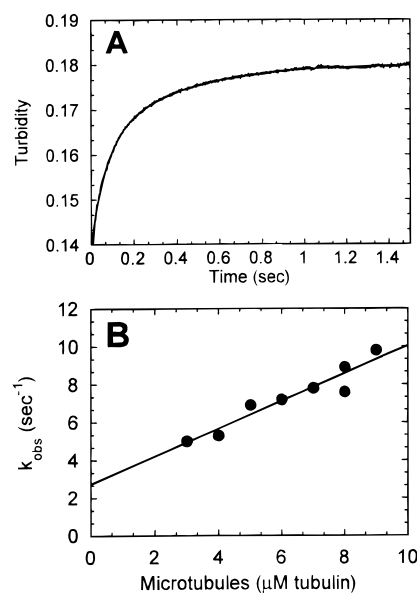 A
0.19
0.18
0.17
0.16
0.15
0.14
Turbidity
0 0.2 0.4 0.6 0.8 1 1.2 1.4
Time (sec)
B
12
10
8
6
4
2
0
k_obs (sec⁻¹)
0 2 4 6 8 10
Microtubules (μM tubulin)